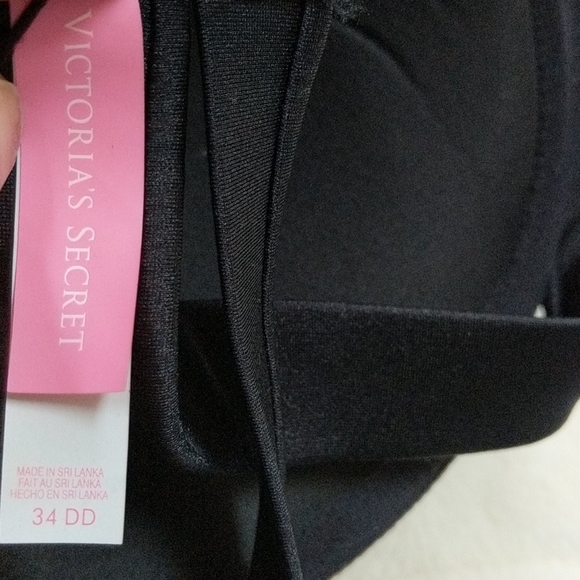 VICTORIA'S SECRET
MADE IN SRI LANKA
FAIT AU SRI LANKA
HECHO EN SRI LANKA
34 DD